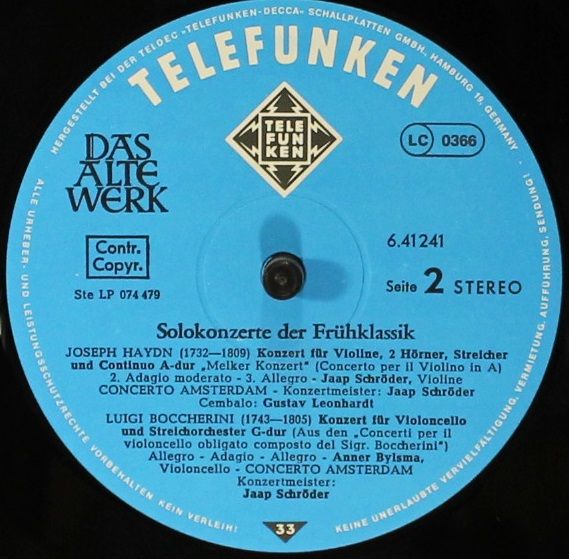 HERGESTELLT BEI DER TELDEC »TELEFUNKEN-DECCA« SCHALLPLATTEN GMBH., HAMBURG 19, GERMANY ·
TELEFUNKEN
TELE
FUN
KEN
DAS
ALTE
WERK
LC 0366
Contr.
Copyr.
6.41241
Ste LP 074 479
Seite 2 STEREO
Solokonzerte der Frühklassik
JOSEPH HAYDN (1732—1809) Konzert für Violine, 2 Hörner, Streicher
und Continuo A-dur „Melker Konzert" (Concerto per il Violino in A)
2. Adagio moderato - 3. Allegro - Jaap Schröder, Violine
CONCERTO AMSTERDAM - Konzertmeister: Jaap Schröder
Cembalo: Gustav Leonhardt
LUIGI BOCCHERINI (1743—1805) Konzert für Violoncello
und Streichorchester G-dur (Aus den „Concerti per il
violoncello obligato composto del Sigr. Boccherini")
Allegro - Adagio - Allegro - Anner Bylsma,
Violoncello - CONCERTO AMSTERDAM
Konzertmeister:
Jaap Schröder
33
ALLE URHEBER- UND LEISTUNGSSCHUTZRECHTE VORBEHALTEN · KEIN VERLEIH!
KEINE UNERLAUBTE VERVIELFÄLTIGUNG, VERMIETUNG, AUFFÜHRUNG, SENDUNG!